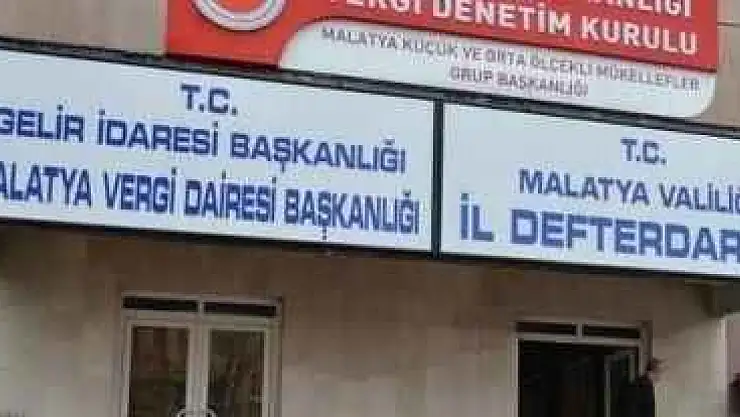 VERGİ DENETİM KURULU
MALATYA KÜÇÜK VE ORTA ÖLÇEKLİ MÜKELLEFLER
GRUP BAŞKANLIĞI
T.C.
GELİR İDARESİ BAŞKANLIĞI
ALATYA VERGİ DAİRESİ BAŞKANLIĞI
T.C.
MALATYA VALİLİĞ
İL DEFTERDAR